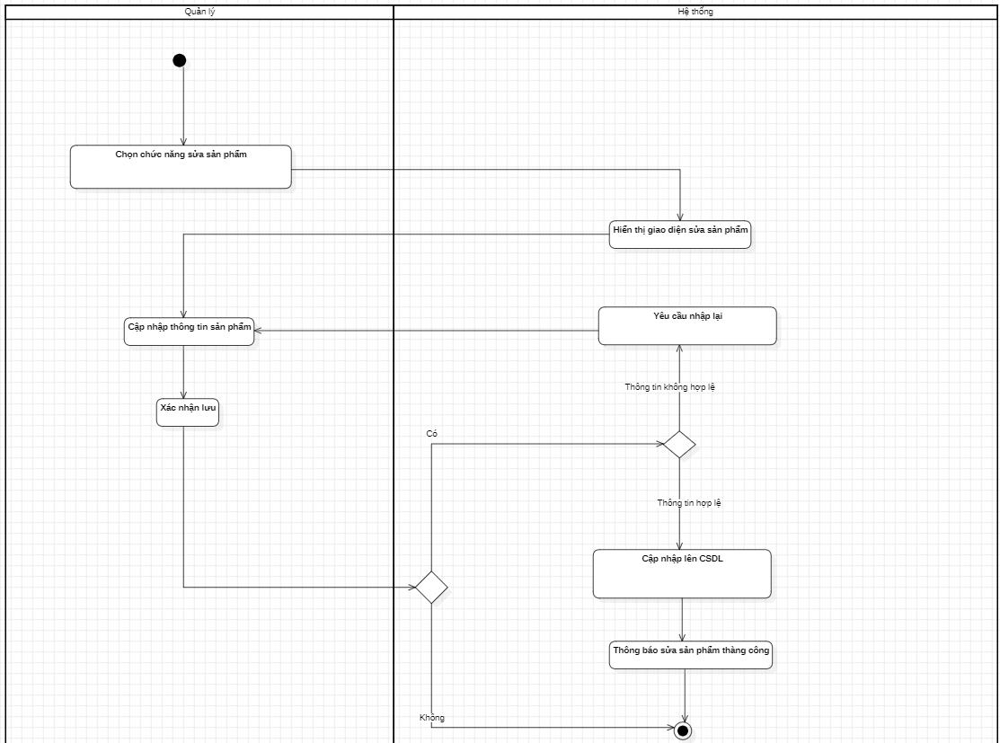 Quản lý
Hệ thống
Chọn chức năng sửa sản phẩm
Hiển thị giao diện sửa sản phẩm
Yêu cầu nhập lại
Cập nhập thông tin sản phẩm
Thông tin không hợp lệ
Xác nhận lưu
Có
Thông tin hợp lệ
Cập nhập lên CSDL
Thông báo sửa sản phẩm thàng công
Không